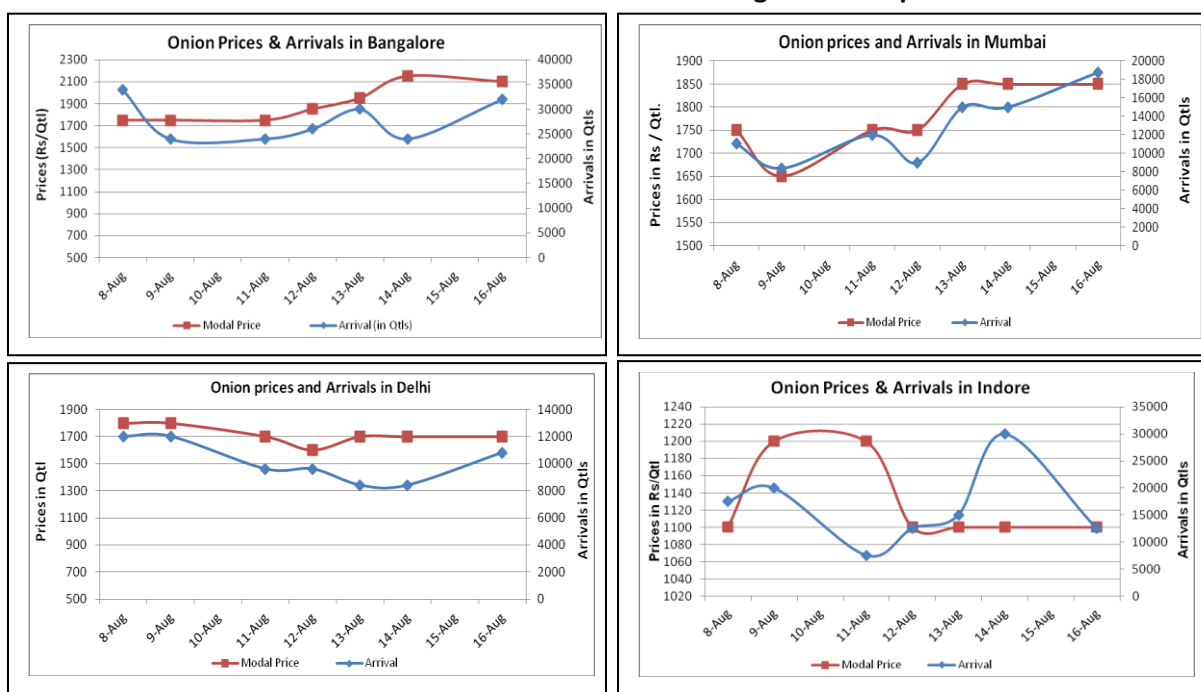 Onion Prices & Arrivals in Bangalore
Prices (Rs/Qtl)
2300
2100
1900
1700
1500
1300
1100
900
700
500
40000
35000
30000
25000
20000
15000
10000
5000
0
Arrivals in Qtls
8-Aug
9-Aug
10-Aug
11-Aug
12-Aug
13-Aug
14-Aug
15-Aug
16-Aug
Modal Price Arrival (in Qtls)
Onion prices and Arrivals in Mumbai
Prices in Rs / Qtl.
1900
1850
1800
1750
1700
1650
1600
1550
1500
20000
18000
16000
14000
12000
10000
8000
6000
4000
2000
0
Arrivals in Qtls
8-Aug
9-Aug
10-Aug
11-Aug
12-Aug
13-Aug
14-Aug
15-Aug
16-Aug
Modal Price Arrival
Onion prices and Arrivals in Delhi
Prices in Qtl
1900
1700
1500
1300
1100
900
700
500
14000
12000
10000
8000
6000
4000
2000
0
Arrivals in Qtls
8-Aug
9-Aug
10-Aug
11-Aug
12-Aug
13-Aug
14-Aug
15-Aug
16-Aug
Modal Price Arrival
Onion Prices & Arrivals in Indore
Prices in Rs/Qtl
1240
1220
1200
1180
1160
1140
1120
1100
1080
1060
1040
1020
35000
30000
25000
20000
15000
10000
5000
0
Arrivals in Qtls
8-Aug
9-Aug
10-Aug
11-Aug
12-Aug
13-Aug
14-Aug
15-Aug
16-Aug
Modal Price Arrival